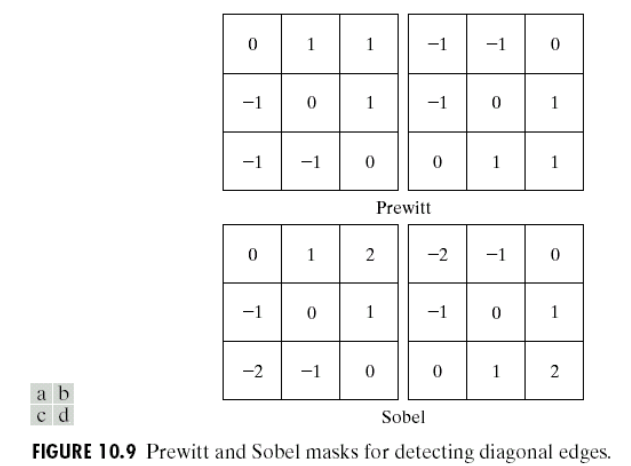 0 1 1 −1 −1 0
−1 0 1 −1 0 1
−1 −1 0 0 1 1
Prewitt
0 1 2 −2 −1 0
−1 0 1 −1 0 1
−2 −1 0 0 1 2
Sobel
a b
c d
FIGURE 10.9 Prewitt and Sobel masks for detecting diagonal edges.